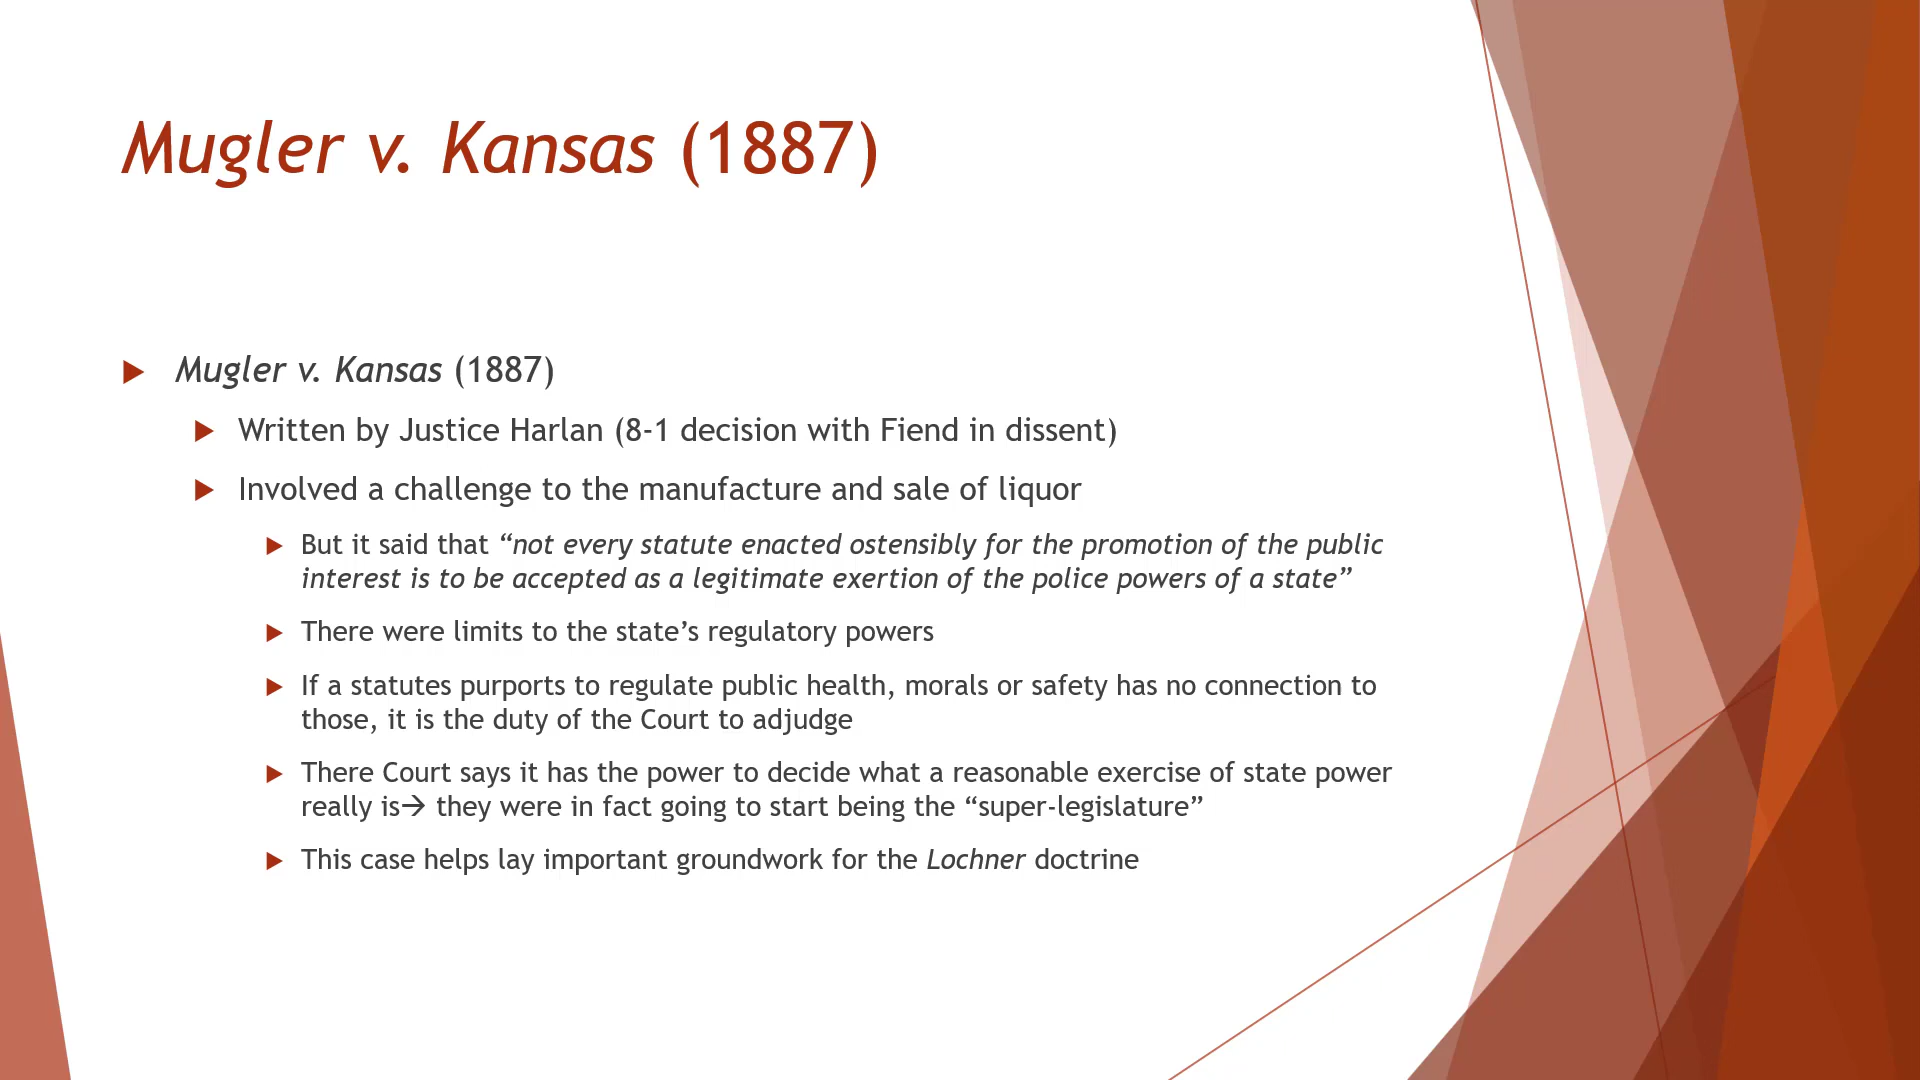 Mugler v. Kansas (1887)
Mugler v. Kansas (1887)
Written by Justice Harlan (8-1 decision with Fiend in dissent)
Involved a challenge to the manufacture and sale of liquor
But it said that “not every statute enacted ostensibly for the promotion of the public
interest is to be accepted as a legitimate exertion of the police powers of a state”
There were limits to the state’s regulatory powers
If a statutes purports to regulate public health, morals or safety has no connection to
those, it is the duty of the Court to adjudge
There Court says it has the power to decide what a reasonable exercise of state power
really is→ they were in fact going to start being the “super-legislature”
This case helps lay important groundwork for the Lochner doctrine